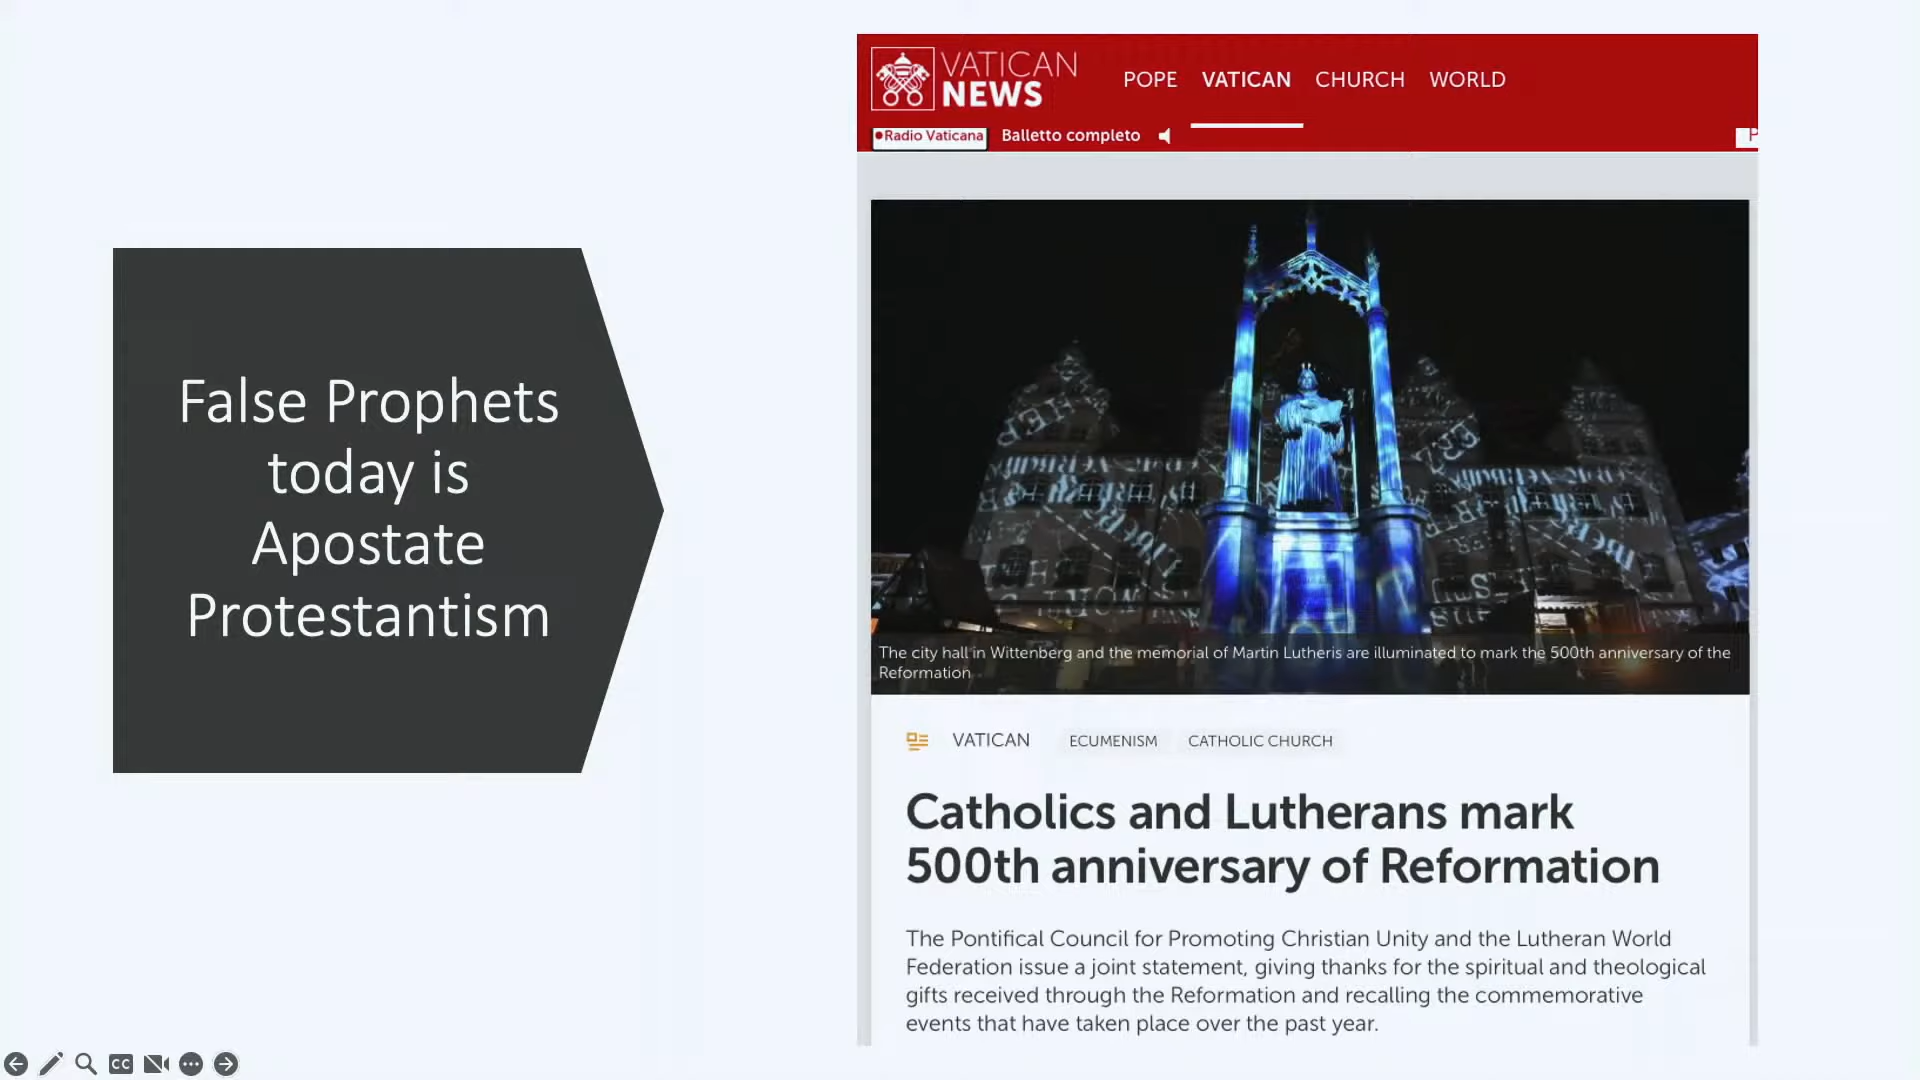 False Prophets
today is
Apostate
Protestantism
VATICAN
NEWS
POPE VATICAN CHURCH WORLD
Radio Vaticana Balletto completo
The city hall in Wittenberg and the memorial of Martin Lutheris are illuminated to mark the 500th anniversary of the
Reformation
VATICAN ECUMENISM CATHOLIC CHURCH
Catholics and Lutherans mark
500th anniversary of Reformation
The Pontifical Council for Promoting Christian Unity and the Lutheran World
Federation issue a joint statement, giving thanks for the spiritual and theological
gifts received through the Reformation and recalling the commemorative
events that have taken place over the past year.
CC